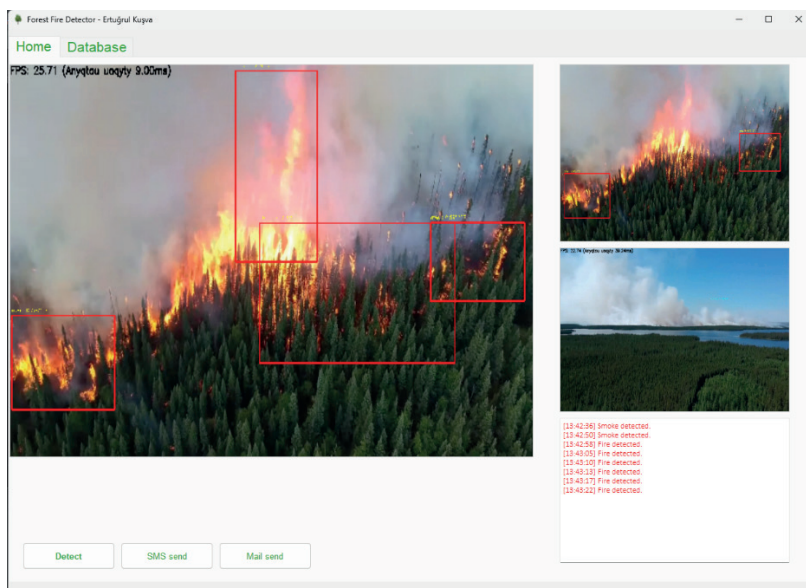 Forest Fire Detector - Ertuğrul Kuşva
Home Database
FPS: 25.71 (Anyqtou uoqyty 9.00ms)
[13:42:36] Smoke detected.
[13:42:50] Smoke detected.
[13:42:58] Fire detected.
[13:43:05] Fire detected.
[13:43:10] Fire detected.
[13:43:13] Fire detected.
[13:43:17] Fire detected.
[13:43:22] Fire detected.
Detect SMS send Mail send